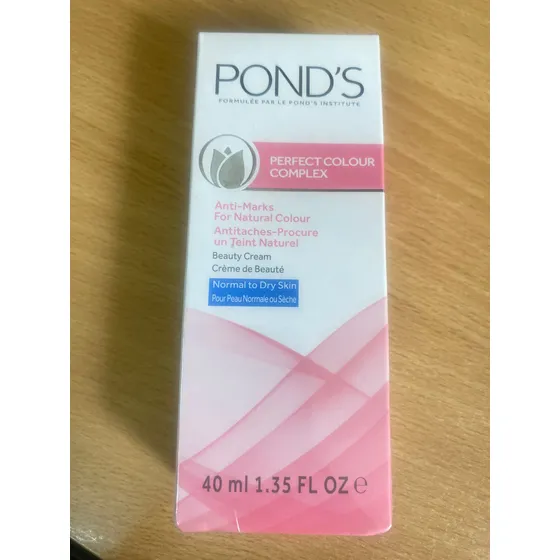 POND'S
FORMULÉE PAR LE POND'S INSTITUTE
PERFECT COLOUR
COMPLEX
Anti-Marks
For Natural Colour
Antitaches-Procure
un Teint Naturel
Beauty Cream
Crème de Beauté
Normal to Dry Skin
Pour Peau Normale ou Sèche
40 ml 1.35 FL OZ ℮